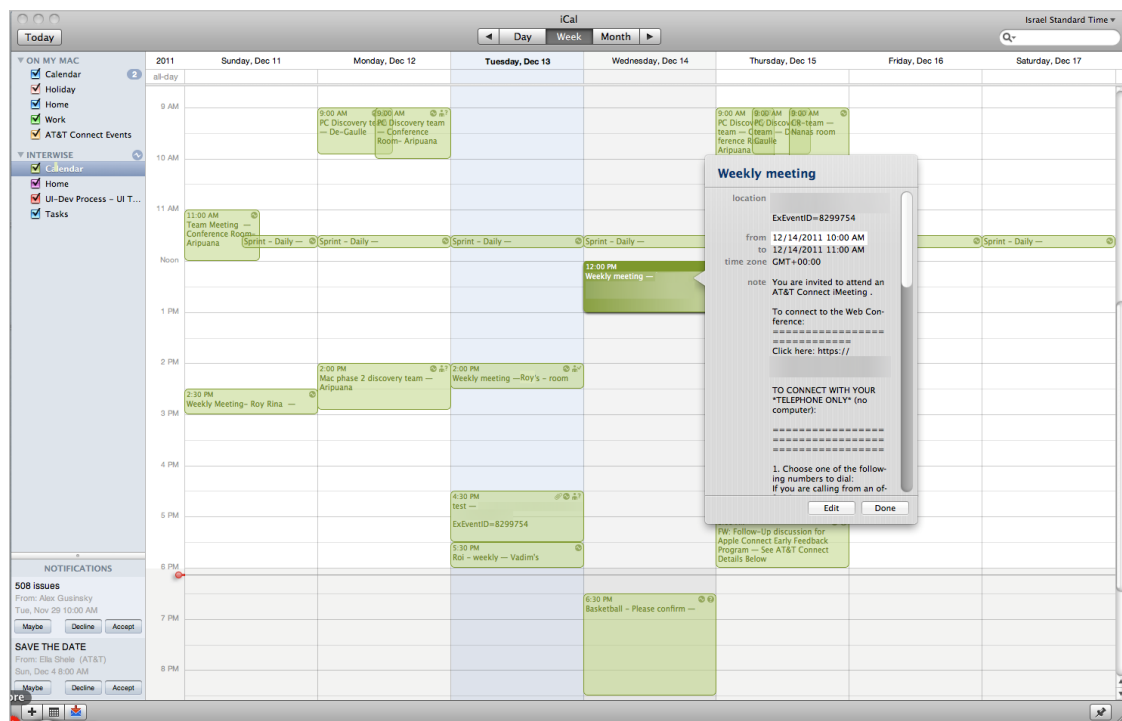 iCal
Israel Standard Time
Today
Day
Week
Month
ON MY MAC
Calendar
2
Holiday
Home
Work
AT&T Connect Events
INTERWISE
Calendar
Home
UI-Dev Process - UI T...
Tasks
2011
Sunday, Dec 11
Monday, Dec 12
Tuesday, Dec 13
Wednesday, Dec 14
Thursday, Dec 15
Friday, Dec 16
Saturday, Dec 17
all-day
9 AM
10 AM
11 AM
Noon
1 PM
2 PM
3 PM
4 PM
5 PM
6 PM
7 PM
8 PM
11:00 AM
Team Meeting —
Conference Room-
Aripuana
Sprint - Daily —
2:30 PM
Weekly Meeting- Roy Rina —
9:00 AM
PC Discovery
— De-Gaulle
9:00 AM
PC Discovery team
— Conference
Room- Aripuana
Sprint - Daily —
2:00 PM
Mac phase 2 discovery team —
Aripuana
Sprint - Daily —
2:00 PM
Weekly meeting —Roy's - room
4:30 PM
test —
ExEventID=8299754
5:30 PM
Roi - weekly — Vadim's
Sprint - Daily —
12:00 PM
Weekly meeting —
6:30 PM
Basketball - Please confirm —
9:00 AM
PC
team —
ference
Aripuana
9:00 AM
PC
team —
Gaulle
9:00 AM
CR-team —
Nanas room
FW: Follow-Up discussion for
Apple Connect Early Feedback
Program — See AT&T Connect
Details Below
Daily —
Sprint - Daily —
Weekly meeting
location
ExEventID=8299754
from 12/14/2011 10:00 AM
to 12/14/2011 11:00 AM
time zone GMT+00:00
note You are invited to attend an
AT&T Connect iMeeting .
To connect to the Web Con-
ference:
=================
============
Click here: https://
TO CONNECT WITH YOUR
*TELEPHONE ONLY* (no
computer):
=================
=================
=================
1. Choose one of the follow-
ing numbers to dial:
If you are calling from an of-
Edit
Done
NOTIFICATIONS
508 issues
From: Alex Gusinsky
Tue, Nov 29 10:00 AM
Maybe
Decline
Accept
SAVE THE DATE
From: Ella Shele (AT&T)
Sun, Dec 4 8:00 AM
Maybe
Decline
Accept